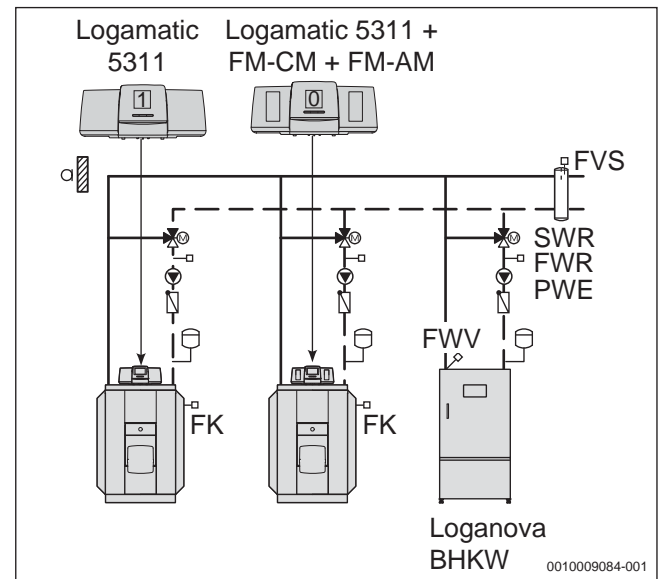 Logamatic 5311
Logamatic 5311 +
FM-CM + FM-AM
1
0
FVS
M
M
M
SWR
FWR
PWE
FWV
FK
FK
Loganova
BHKW
0010009084-001